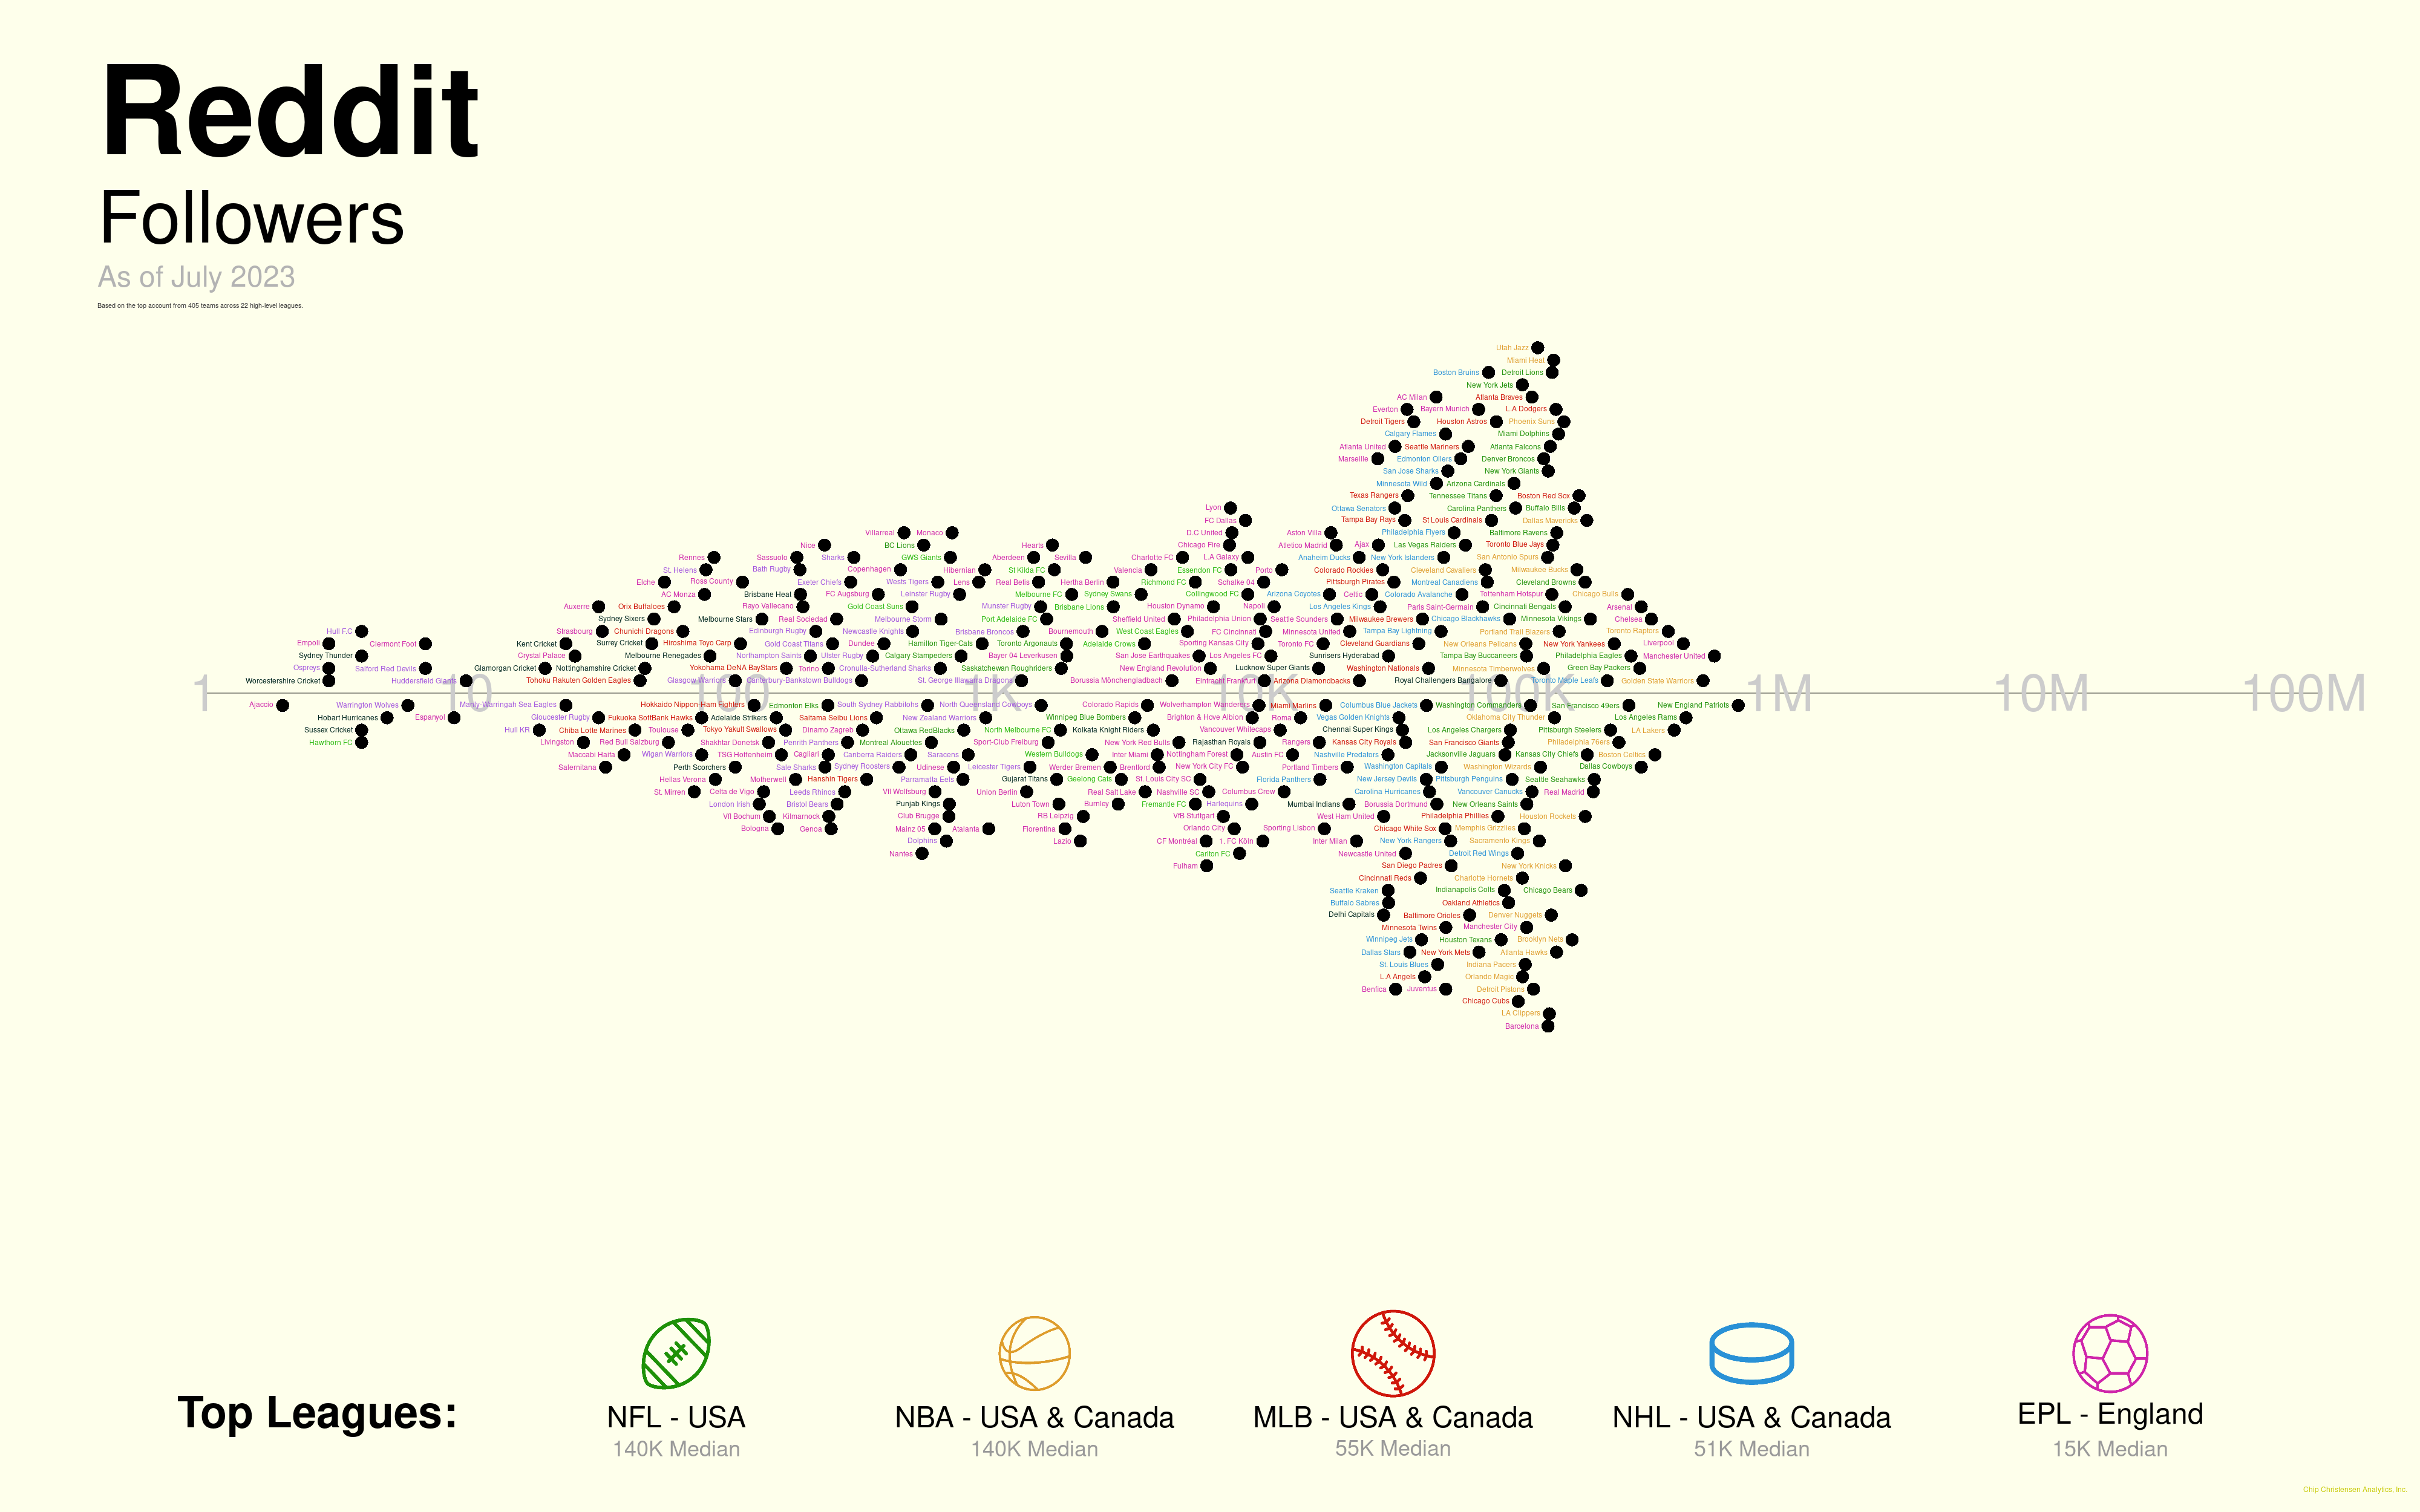 Reddit
Followers
As of July 2023
Based on the top account from 405 teams across 22 high-level leagues.
Utah Jazz
Miami Heat
Boston Bruins Detroit Lions
New York Jets
AC Milan Atlanta Braves
Everton Bayern Munich L.A Dodgers
Detroit Tigers Houston Astros Phoenix Suns
Calgary Flames Miami Dolphins
Atlanta United Seattle Mariners Atlanta Falcons
Marseille Edmonton Oilers Denver Broncos
San Jose Sharks New York Giants
Minnesota Wild Arizona Cardinals
Texas Rangers Tennessee Titans Boston Red Sox
Lyon Ottawa Senators Carolina Panthers Buffalo Bills
FC Dallas Tampa Bay Rays St Louis Cardinals Dallas Mavericks
Villarreal Monaco D.C United Aston Villa Philadelphia Flyers Baltimore Ravens
Nice BC Lions Hearts Chicago Fire Atletico Madrid Ajax Las Vegas Raiders Toronto Blue Jays
Rennes Sassuolo Sharks GWS Giants Aberdeen Sevilla Charlotte FC L.A Galaxy Anaheim Ducks New York Islanders San Antonio Spurs
St. Helens Bath Rugby Copenhagen Hibernian St Kilda FC Valencia Essendon FC Porto Colorado Rockies Cleveland Cavaliers Milwaukee Bucks
Elche Ross County Exeter Chiefs Wests Tigers Lens Real Betis Hertha Berlin Richmond FC Schalke 04 Pittsburgh Pirates Montreal Canadiens Cleveland Browns
AC Monza Brisbane Heat FC Augsburg Leinster Rugby Melbourne FC Sydney Swans Collingwood FC Arizona Coyotes Celtic Colorado Avalanche Tottenham Hotspur Chicago Bulls
Auxerre Orix Buffaloes Rayo Vallecano Gold Coast Suns Munster Rugby Brisbane Lions Houston Dynamo Napoli Los Angeles Kings Paris Saint-Germain Cincinnati Bengals Arsenal
Sydney Sixers Melbourne Stars Real Sociedad Melbourne Storm Port Adelaide FC Sheffield United Philadelphia Union Seattle Sounders Milwaukee Brewers Chicago Blackhawks Minnesota Vikings Chelsea
Hull F.C Strasbourg Chunichi Dragons Edinburgh Rugby Newcastle Knights Brisbane Broncos Bournemouth West Coast Eagles FC Cincinnati Minnesota United Tampa Bay Lightning Portland Trail Blazers Toronto Raptors
Empoli Clermont Foot Kent Cricket Surrey Cricket Hiroshima Toyo Carp Gold Coast Titans Dundee Hamilton Tiger-Cats Toronto Argonauts Adelaide Crows Sporting Kansas City Toronto FC Cleveland Guardians New Orleans Pelicans New York Yankees Liverpool
Sydney Thunder Crystal Palace Melbourne Renegades Northampton Saints Ulster Rugby Calgary Stampeders Bayer 04 Leverkusen San Jose Earthquakes Los Angeles FC Sunrisers Hyderabad Tampa Bay Buccaneers Philadelphia Eagles Manchester United
Ospreys Salford Red Devils Glamorgan Cricket Nottinghamshire Cricket Yokohama DeNA BayStars Torino Cronulla-Sutherland Sharks Saskatchewan Roughriders New England Revolution Lucknow Super Giants Washington Nationals Minnesota Timberwolves Green Bay Packers
Worcestershire Cricket Huddersfield Giants Tohoku Rakuten Golden Eagles Glasgow Warriors Canterbury-Bankstown Bulldogs St. George Illawarra Dragons Borussia Mönchengladbach Eintracht Frankfurt Arizona Diamondbacks Royal Challengers Bangalore Toronto Maple Leafs Golden State Warriors
1 10 100 1K 10K 100K 1M 10M 100M
Ajaccio Warrington Wolves Manly-Warringah Sea Eagles Hokkaido Nippon-Ham Fighters Edmonton Elks South Sydney Rabbitohs North Queensland Cowboys Colorado Rapids Wolverhampton Wanderers Miami Marlins Columbus Blue Jackets Washington Commanders San Francisco 49ers New England Patriots
Hobart Hurricanes Espanyol Gloucester Rugby Fukuoka SoftBank Hawks Adelaide Strikers Saitama Seibu Lions New Zealand Warriors Winnipeg Blue Bombers Brighton & Hove Albion Roma Vegas Golden Knights Oklahoma City Thunder Los Angeles Rams
Sussex Cricket Hull KR Chiba Lotte Marines Toulouse Tokyo Yakult Swallows Dinamo Zagreb Ottawa RedBlacks North Melbourne FC Kolkata Knight Riders Vancouver Whitecaps Chennai Super Kings Los Angeles Chargers Pittsburgh Steelers LA Lakers
Hawthorn FC Livingston Red Bull Salzburg Shakhtar Donetsk Penrith Panthers Montreal Alouettes Sport-Club Freiburg New York Red Bulls Rajasthan Royals Rangers Kansas City Royals San Francisco Giants Philadelphia 76ers
Maccabi Haifa Wigan Warriors TSG Hoffenheim Cagliari Canberra Raiders Saracens Western Bulldogs Inter Miami Nottingham Forest Austin FC Nashville Predators Jacksonville Jaguars Kansas City Chiefs Boston Celtics
Salernitana Perth Scorchers Sale Sharks Sydney Roosters Udinese Leicester Tigers Werder Bremen Brentford New York City FC Portland Timbers Washington Capitals Washington Wizards Dallas Cowboys
Hellas Verona Motherwell Hanshin Tigers Parramatta Eels Gujarat Titans Geelong Cats St. Louis City SC Florida Panthers New Jersey Devils Pittsburgh Penguins Seattle Seahawks
St. Mirren Celta de Vigo Leeds Rhinos Vfl Wolfsburg Union Berlin Real Salt Lake Nashville SC Columbus Crew Carolina Hurricanes Vancouver Canucks Real Madrid
London Irish Bristol Bears Punjab Kings Luton Town Burnley Fremantle FC Harlequins Mumbai Indians Borussia Dortmund New Orleans Saints
Vfl Bochum Kilmarnock Club Brugge RB Leipzig VfB Stuttgart West Ham United Philadelphia Phillies Houston Rockets
Bologna Genoa Mainz 05 Atalanta Fiorentina Orlando City Sporting Lisbon Chicago White Sox Memphis Grizzlies
Dolphins Lazio CF Montréal 1. FC Köln Inter Milan New York Rangers Sacramento Kings
Nantes Carlton FC Newcastle United Detroit Red Wings
Fulham San Diego Padres New York Knicks
Cincinnati Reds Charlotte Hornets
Seattle Kraken Indianapolis Colts Chicago Bears
Buffalo Sabres Oakland Athletics
Delhi Capitals Baltimore Orioles Denver Nuggets
Minnesota Twins Manchester City
Winnipeg Jets Houston Texans Brooklyn Nets
Dallas Stars New York Mets Atlanta Hawks
St. Louis Blues Indiana Pacers
L.A Angels Orlando Magic
Benfica Juventus Detroit Pistons
Chicago Cubs
LA Clippers
Barcelona
Top Leagues:
NFL - USA NBA - USA & Canada MLB - USA & Canada NHL - USA & Canada EPL - England
140K Median 140K Median 55K Median 51K Median 15K Median
Chip Christensen Analytics, Inc.